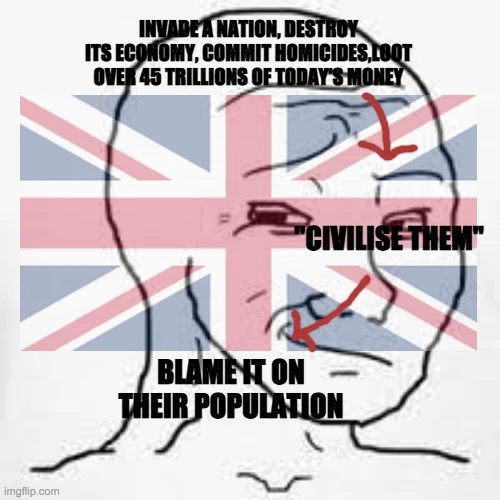 INVADE A NATION, DESTROY
ITS ECONOMY, COMMIT HOMICIDES,LOOT
OVER 45 TRILLIONS OF TODAY'S MONEY
"CIVILISE THEM"
BLAME IT ON
THEIR POPULATION
imgflip.com